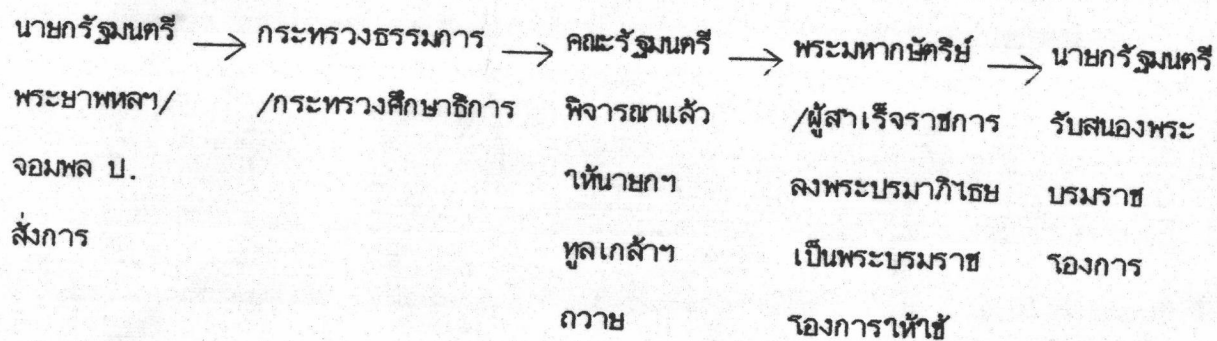 นายกรัฐมนตรี → กระทรวงธรรมการ → คณะรัฐมนตรี → พระมหากษัตริย์ → นายกรัฐมนตรี
พระยาพหลฯ/ /กระทรวงศึกษาธิการ พิจารณาแล้ว /ผู้สำเร็จราชการ รับสนองพระ
จอมพล ป. ให้นายกฯ ลงพระบรมาภิไธย บรมราช
สั่งการ ทูลเกล้าฯ เป็นพระบรมราช โองการ
ถวาย โองการให้ใช้